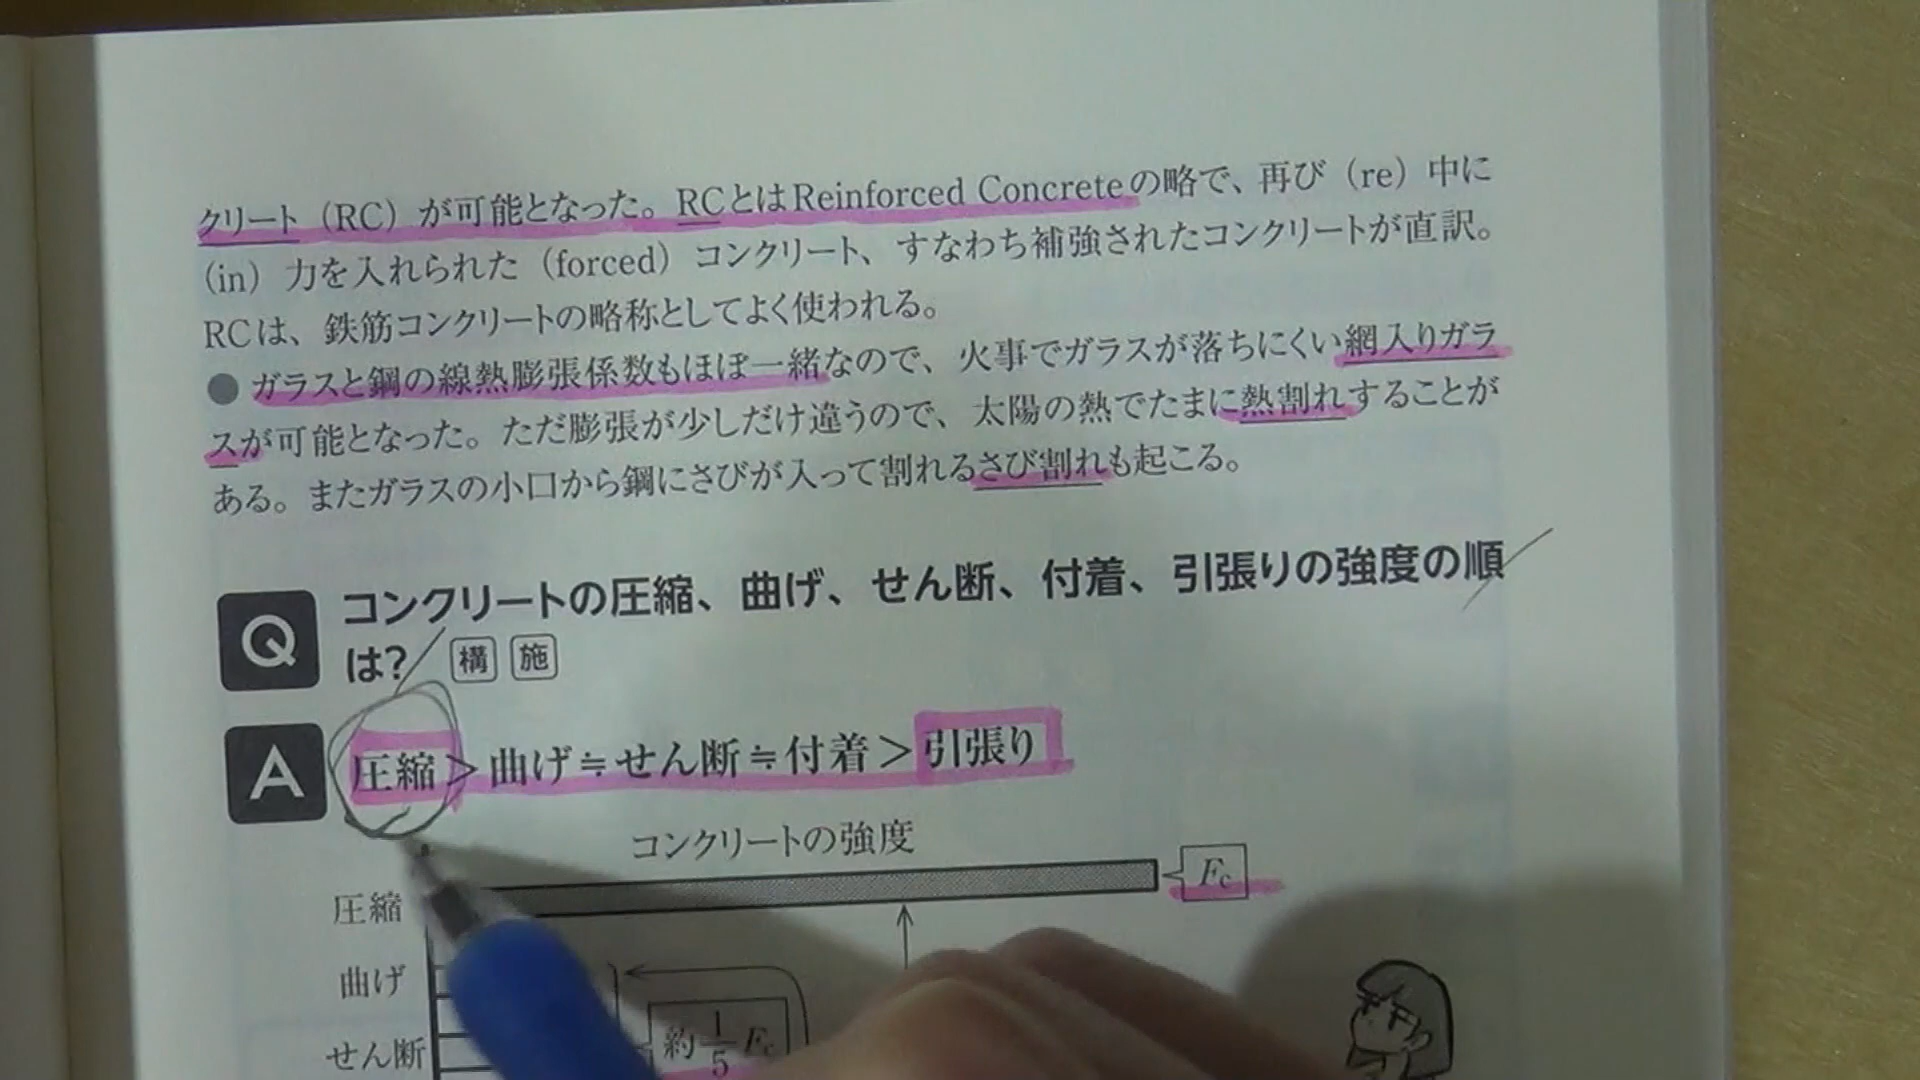 クリート（RC）が可能となった。RCとはReinforced Concreteの略で、再び（re）中に
（in）力を入れられた（forced）コンクリート、すなわち補強されたコンクリートが直訳。
RCは、鉄筋コンクリートの略称としてよく使われる。
●ガラスと鋼の線熱膨張係数もほぼ一緒なので、火事でガラスが落ちにくい網入りガラ
スが可能となった。ただ膨張が少しだけ違うので、太陽の熱でたまに熱割れすることが
ある。またガラスの小口から鋼にさびが入って割れるさび割れも起こる。
Q コンクリートの圧縮、曲げ、せん断、付着、引張りの強度の順
は? 構 施
A 圧縮＞曲げ≒せん断≒付着＞引張り
コンクリートの強度
圧縮 Fc
曲げ
せん断 約1/5 Fc